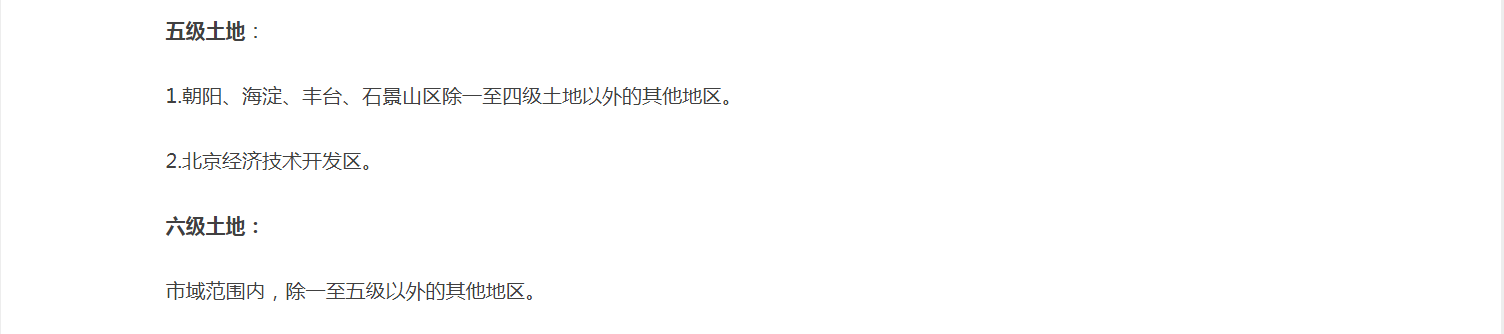 五级土地：
1.朝阳、海淀、丰台、石景山区除一至四级土地以外的其他地区。
2.北京经济技术开发区。
六级土地：
市域范围内，除一至五级以外的其他地区。